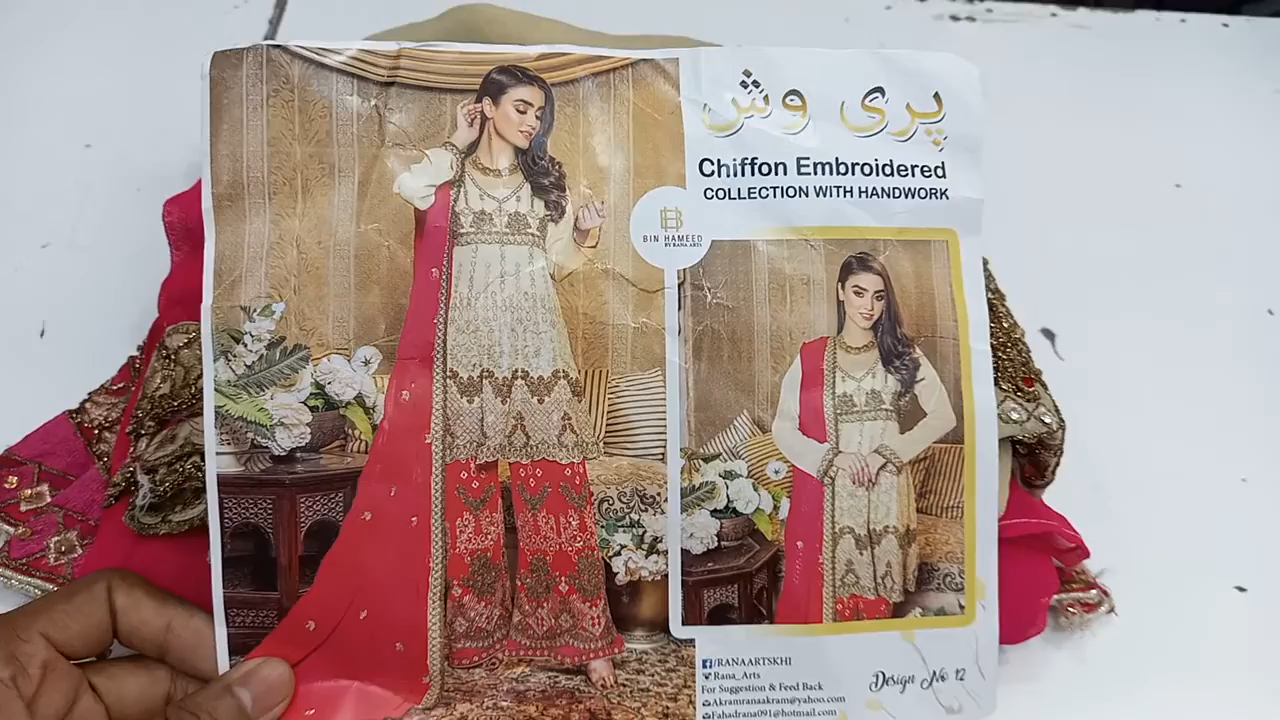 پری وش
Chiffon Embroidered
COLLECTION WITH HANDWORK
BIN HAMEED
BY RANA ARTS
/RANAARTSKHI
Rana_Arts
For Suggestion & Feed Back
Akramranaakram@yahoo.com
Fahadrana091@hotmail.com
Design No 12